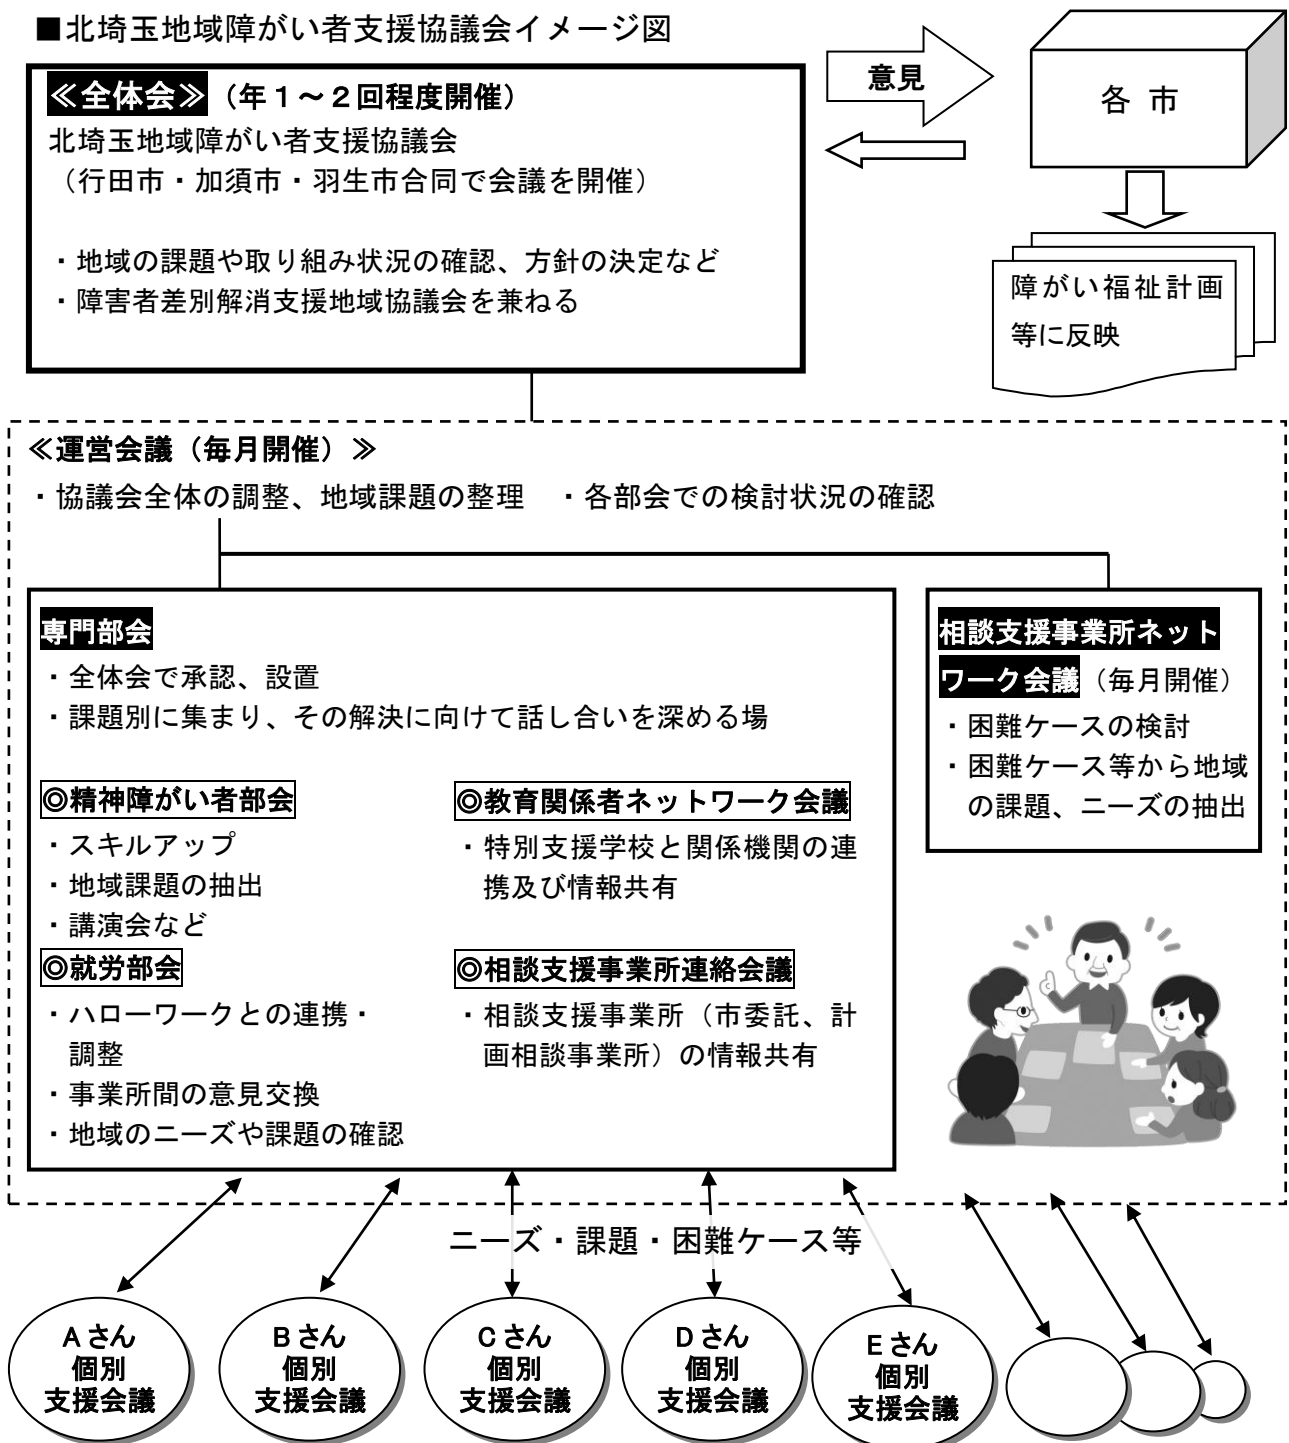 ■北埼玉地域障がい者支援協議会イメージ図
≪全体会≫（年１～２回程度開催）
北埼玉地域障がい者支援協議会
（行田市・加須市・羽生市合同で会議を開催）
・地域の課題や取り組み状況の確認、方針の決定など
・障害者差別解消支援地域協議会を兼ねる
意見
各 市
障がい福祉計画
等に反映
≪運営会議（毎月開催）≫
・協議会全体の調整、地域課題の整理　・各部会での検討状況の確認
専門部会
・全体会で承認、設置
・課題別に集まり、その解決に向けて話し合いを深める場
◎精神障がい者部会
・スキルアップ
・地域課題の抽出
・講演会など
◎就労部会
・ハローワークとの連携・
調整
・事業所間の意見交換
・地域のニーズや課題の確認
◎教育関係者ネットワーク会議
・特別支援学校と関係機関の連
携及び情報共有
◎相談支援事業所連絡会議
・相談支援事業所（市委託、計
画相談事業所）の情報共有
相談支援事業所ネット
ワーク会議（毎月開催）
・困難ケースの検討
・困難ケース等から地域
の課題、ニーズの抽出
ニーズ・課題・困難ケース等
Ａさん
個別
支援会議
Ｂさん
個別
支援会議
Ｃさん
個別
支援会議
Ｄさん
個別
支援会議
Ｅさん
個別
支援会議